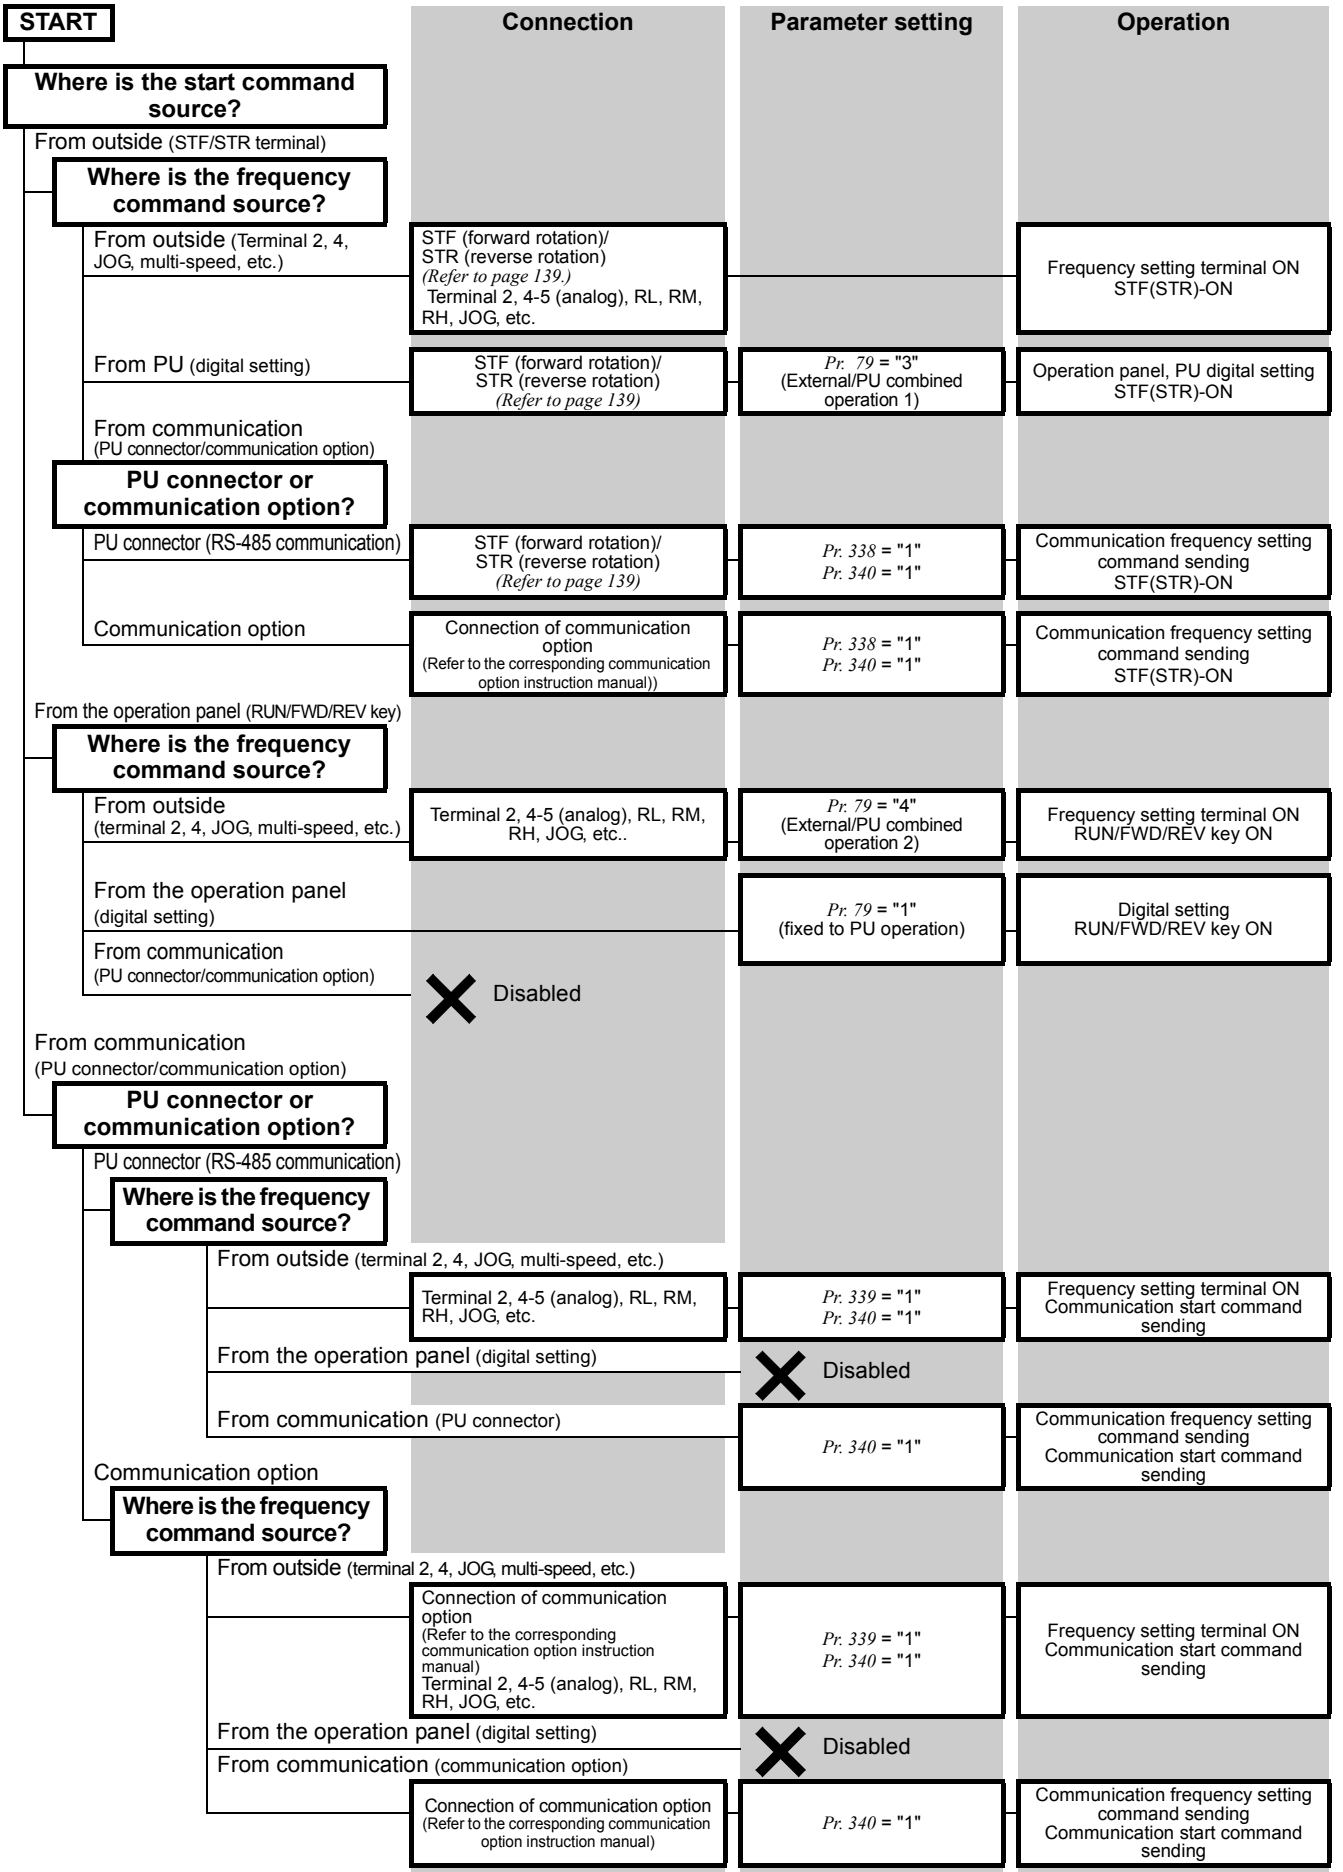 START
Connection
Parameter setting
Operation
Where is the start command
source?
From outside (STF/STR terminal)
Where is the frequency
command source?
From outside (Terminal 2, 4,
JOG, multi-speed, etc.)
STF (forward rotation)/
STR (reverse rotation)
(Refer to page 139.)
Terminal 2, 4-5 (analog), RL, RM,
RH, JOG, etc.
Frequency setting terminal ON
STF(STR)-ON
From PU (digital setting)
STF (forward rotation)/
STR (reverse rotation)
(Refer to page 139)
Pr. 79 = "3"
(External/PU combined
operation 1)
Operation panel, PU digital setting
STF(STR)-ON
From communication
(PU connector/communication option)
PU connector or
communication option?
PU connector (RS-485 communication)
STF (forward rotation)/
STR (reverse rotation)
(Refer to page 139)
Pr. 338 = "1"
Pr. 340 = "1"
Communication frequency setting
command sending
STF(STR)-ON
Communication option
Connection of communication
option
(Refer to the corresponding communication
option instruction manual))
Pr. 338 = "1"
Pr. 340 = "1"
Communication frequency setting
command sending
STF(STR)-ON
From the operation panel (RUN/FWD/REV key)
Where is the frequency
command source?
From outside
(terminal 2, 4, JOG, multi-speed, etc.)
Terminal 2, 4-5 (analog), RL, RM,
RH, JOG, etc..
Pr. 79 = "4"
(External/PU combined
operation 2)
Frequency setting terminal ON
RUN/FWD/REV key ON
From the operation panel
(digital setting)
Pr. 79 = "1"
(fixed to PU operation)
Digital setting
RUN/FWD/REV key ON
From communication
(PU connector/communication option)
Disabled
From communication
(PU connector/communication option)
PU connector or
communication option?
PU connector (RS-485 communication)
Where is the frequency
command source?
From outside (terminal 2, 4, JOG, multi-speed, etc.)
Terminal 2, 4-5 (analog), RL, RM,
RH, JOG, etc.
Pr. 339 = "1"
Pr. 340 = "1"
Frequency setting terminal ON
Communication start command
sending
From the operation panel (digital setting)
Disabled
From communication (PU connector)
Pr. 340 = "1"
Communication frequency setting
command sending
Communication start command
sending
Communication option
Where is the frequency
command source?
From outside (terminal 2, 4, JOG, multi-speed, etc.)
Connection of communication
option
(Refer to the corresponding
communication option instruction
manual)
Terminal 2, 4-5 (analog), RL, RM,
RH, JOG, etc.
Pr. 339 = "1"
Pr. 340 = "1"
Frequency setting terminal ON
Communication start command
sending
From the operation panel (digital setting)
Disabled
From communication (communication option)
Connection of communication option
(Refer to the corresponding communication
option instruction manual)
Pr. 340 = "1"
Communication frequency setting
command sending
Communication start command
sending